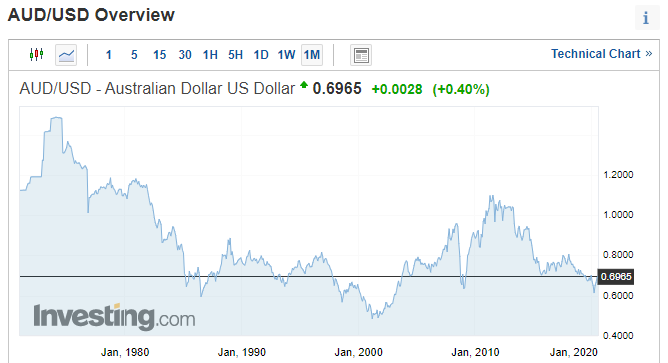 AUD/USD Overview
i
1 5 15 30 1H 5H 1D 1W 1M
Technical Chart »
AUD/USD - Australian Dollar US Dollar 0.6965 +0.0028 (+0.40%)
1.2000
1.0000
0.8000
0.6965
0.6000
0.4000
Investing.com
Jan, 1980 Jan, 1990 Jan, 2000 Jan, 2010 Jan, 2020